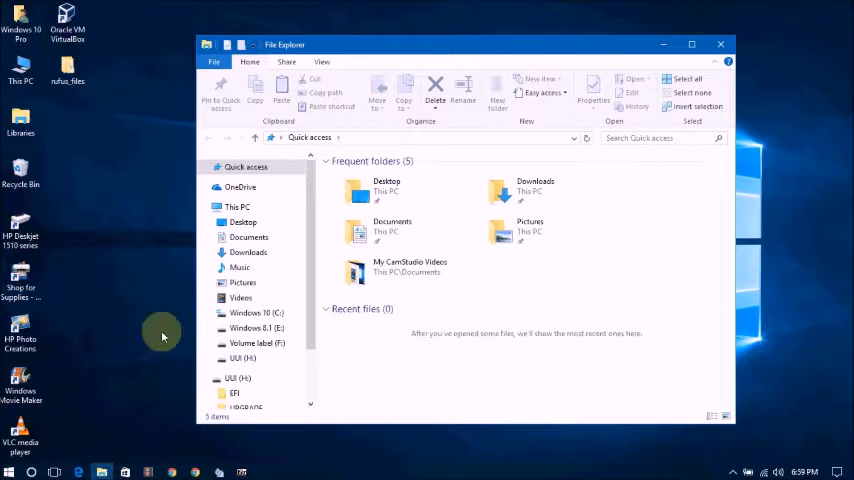 Windows 10
Pro
Oracle VM
VirtualBox
This PC
rufus_files
Libraries
Recycle Bin
HP Deskjet
1510 series
Shop for
Supplies - ...
HP Photo
Creations
Windows
Movie Maker
VLC media
player
File Explorer
File
Home
Share
View
Pin to Quick
access
Copy
Paste
Cut
Copy path
Paste shortcut
Clipboard
Move
to
Copy
to
Delete
Rename
Organize
New
folder
New item
Easy access
New
Properties
Open
Edit
History
Open
Select all
Select none
Invert selection
Select
Quick access
Search Quick access
Quick access
OneDrive
This PC
Desktop
Documents
Downloads
Music
Pictures
Videos
Windows 10 (C:)
Windows 8.1 (E:)
Volume label (F:)
UUI (H:)
UUI (H:)
EFI
UPGRADE
Frequent folders (5)
Desktop
This PC
Downloads
This PC
Documents
This PC
Pictures
This PC
My CamStudio Videos
This PC\Documents
Recent files (0)
After you've opened some files, we'll show the most recent ones here.
5 items
6:59 PM